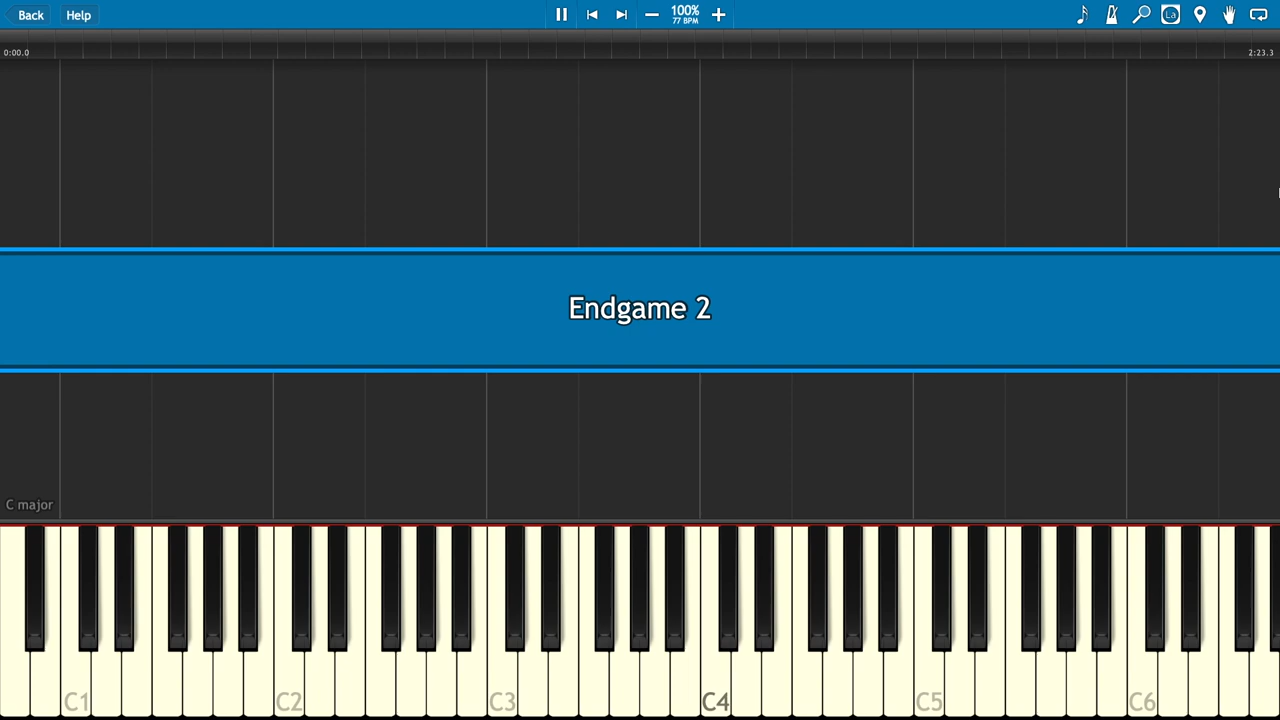 Back Help 100% La
77 BPM
0:00.0 2:23.3
Endgame 2
C major
C1 C2 C3 C4 C5 C6